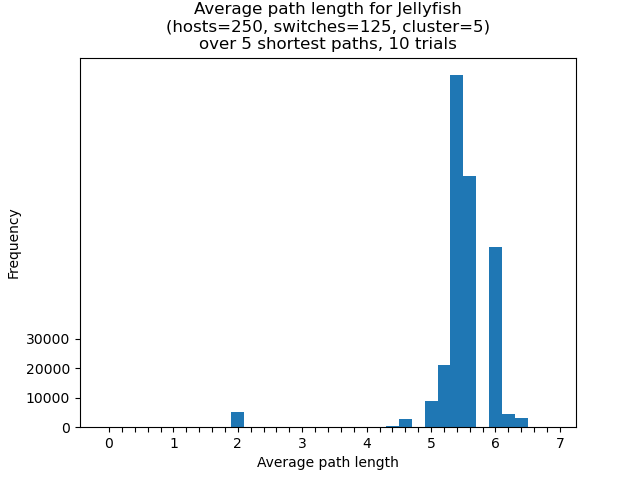 Average path length for Jellyfish
(hosts=250, switches=125, cluster=5)
over 5 shortest paths, 10 trials
Frequency
30000
20000
10000
0
0 1 2 3 4 5 6 7
Average path length